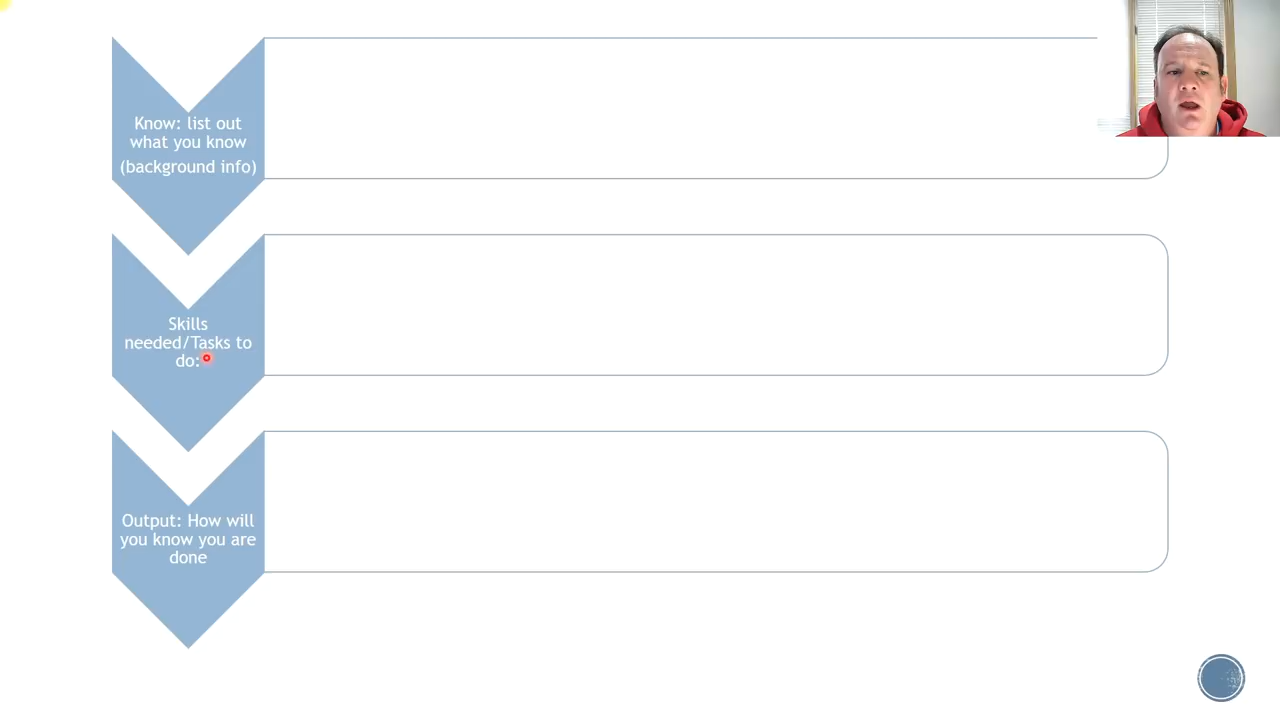 Know: list out
what you know
(background info)
Skills
needed/Tasks to
do:
Output: How will
you know you are
done